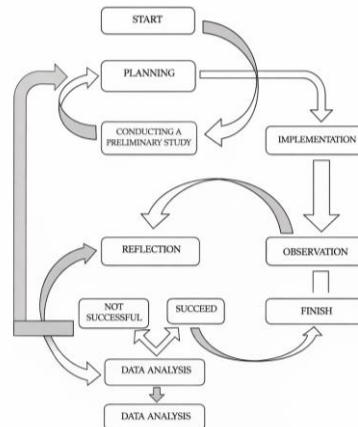 START
PLANNING
CONDUCTING A
PRELIMINARY STUDY
IMPLEMENTATION
REFLECTION
OBSERVATION
NOT
SUCCESSFUL
SUCCEED
FINISH
DATA ANALYSIS
DATA ANALYSIS